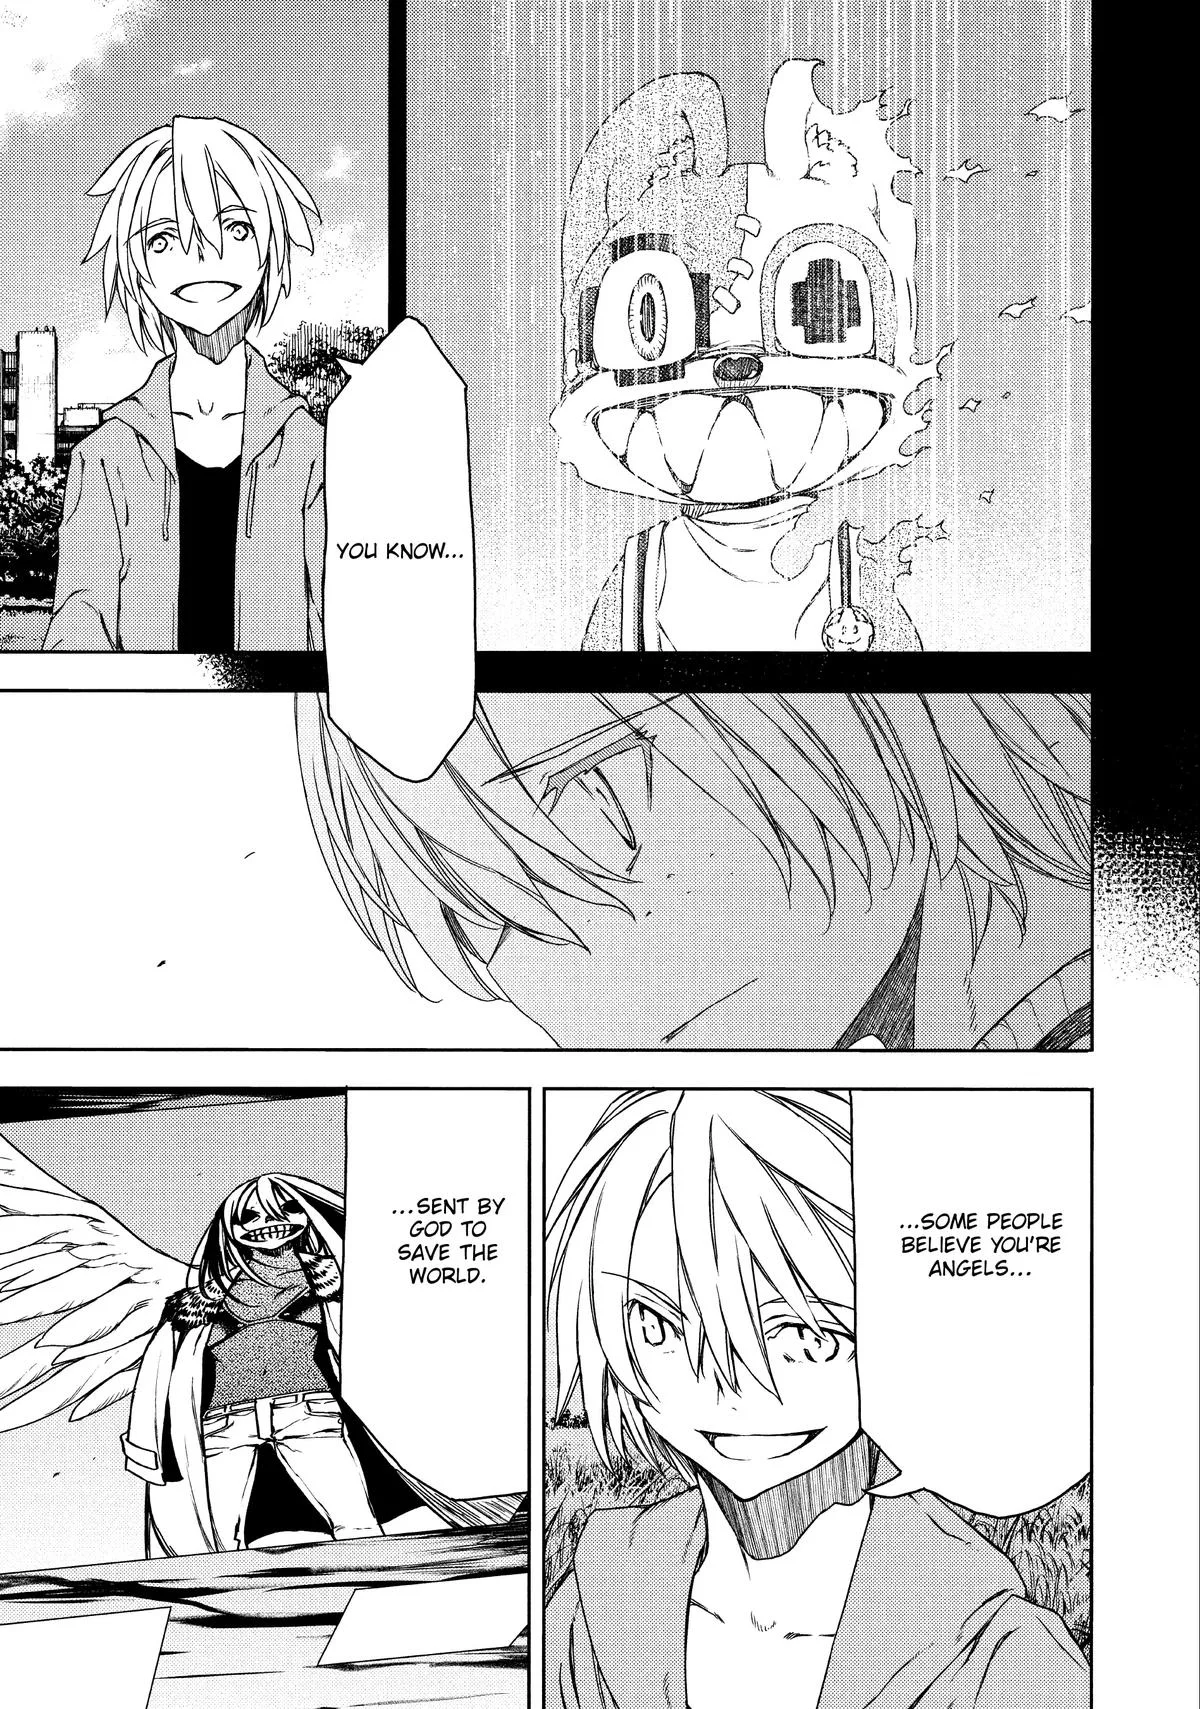 YOU KNOW...
...SOME PEOPLE
BELIEVE YOU'RE
ANGELS...
...SENT BY
GOD TO
SAVE THE
WORLD.